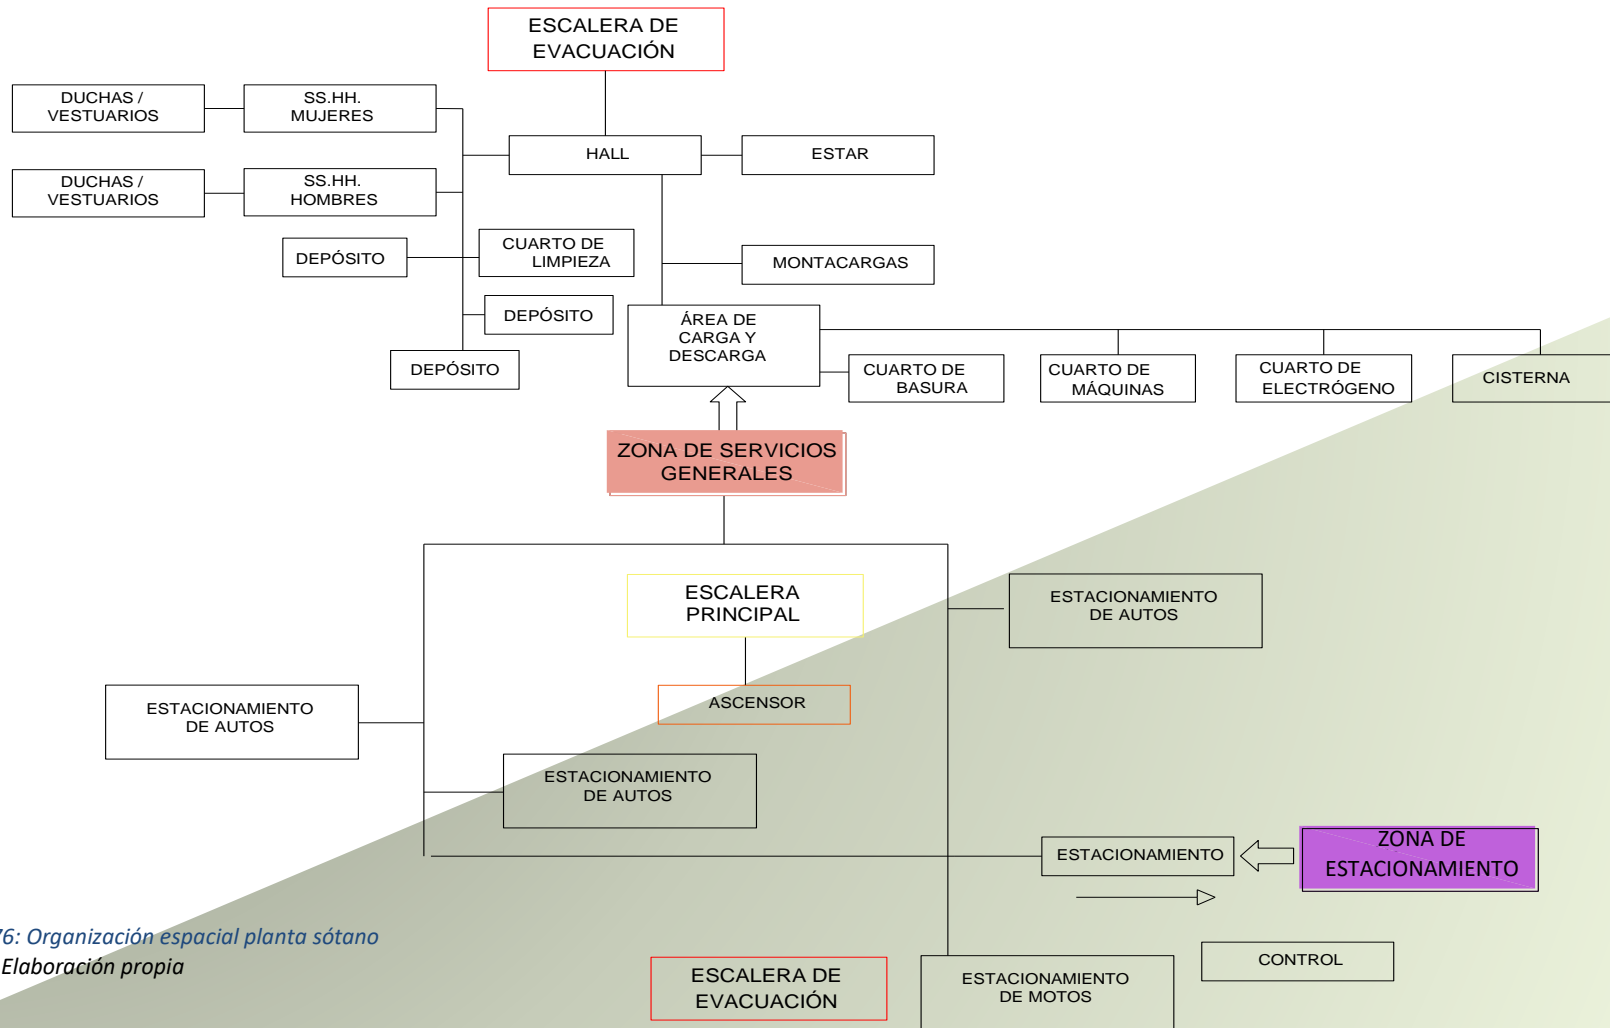 ESCALERA DE
EVACUACIÓN
DUCHAS /
VESTUARIOS
SS.HH.
MUJERES
HALL
ESTAR
DUCHAS /
VESTUARIOS
SS.HH.
HOMBRES
DEPÓSITO
CUARTO DE
LIMPIEZA
MONTACARGAS
DEPÓSITO
DEPÓSITO
ÁREA DE
CARGA Y
DESCARGA
CUARTO DE
BASURA
CUARTO DE
MÁQUINAS
CUARTO DE
ELECTRÓGENO
CISTERNA
ZONA DE SERVICIOS
GENERALES
ESCALERA
PRINCIPAL
ESTACIONAMIENTO
DE AUTOS
ASCENSOR
ESTACIONAMIENTO
DE AUTOS
ESTACIONAMIENTO
DE AUTOS
ESTACIONAMIENTO
ZONA DE
ESTACIONAMIENTO
6: Organización espacial planta sótano
Elaboración propia
CONTROL
ESCALERA DE
EVACUACIÓN
ESTACIONAMIENTO
DE MOTOS